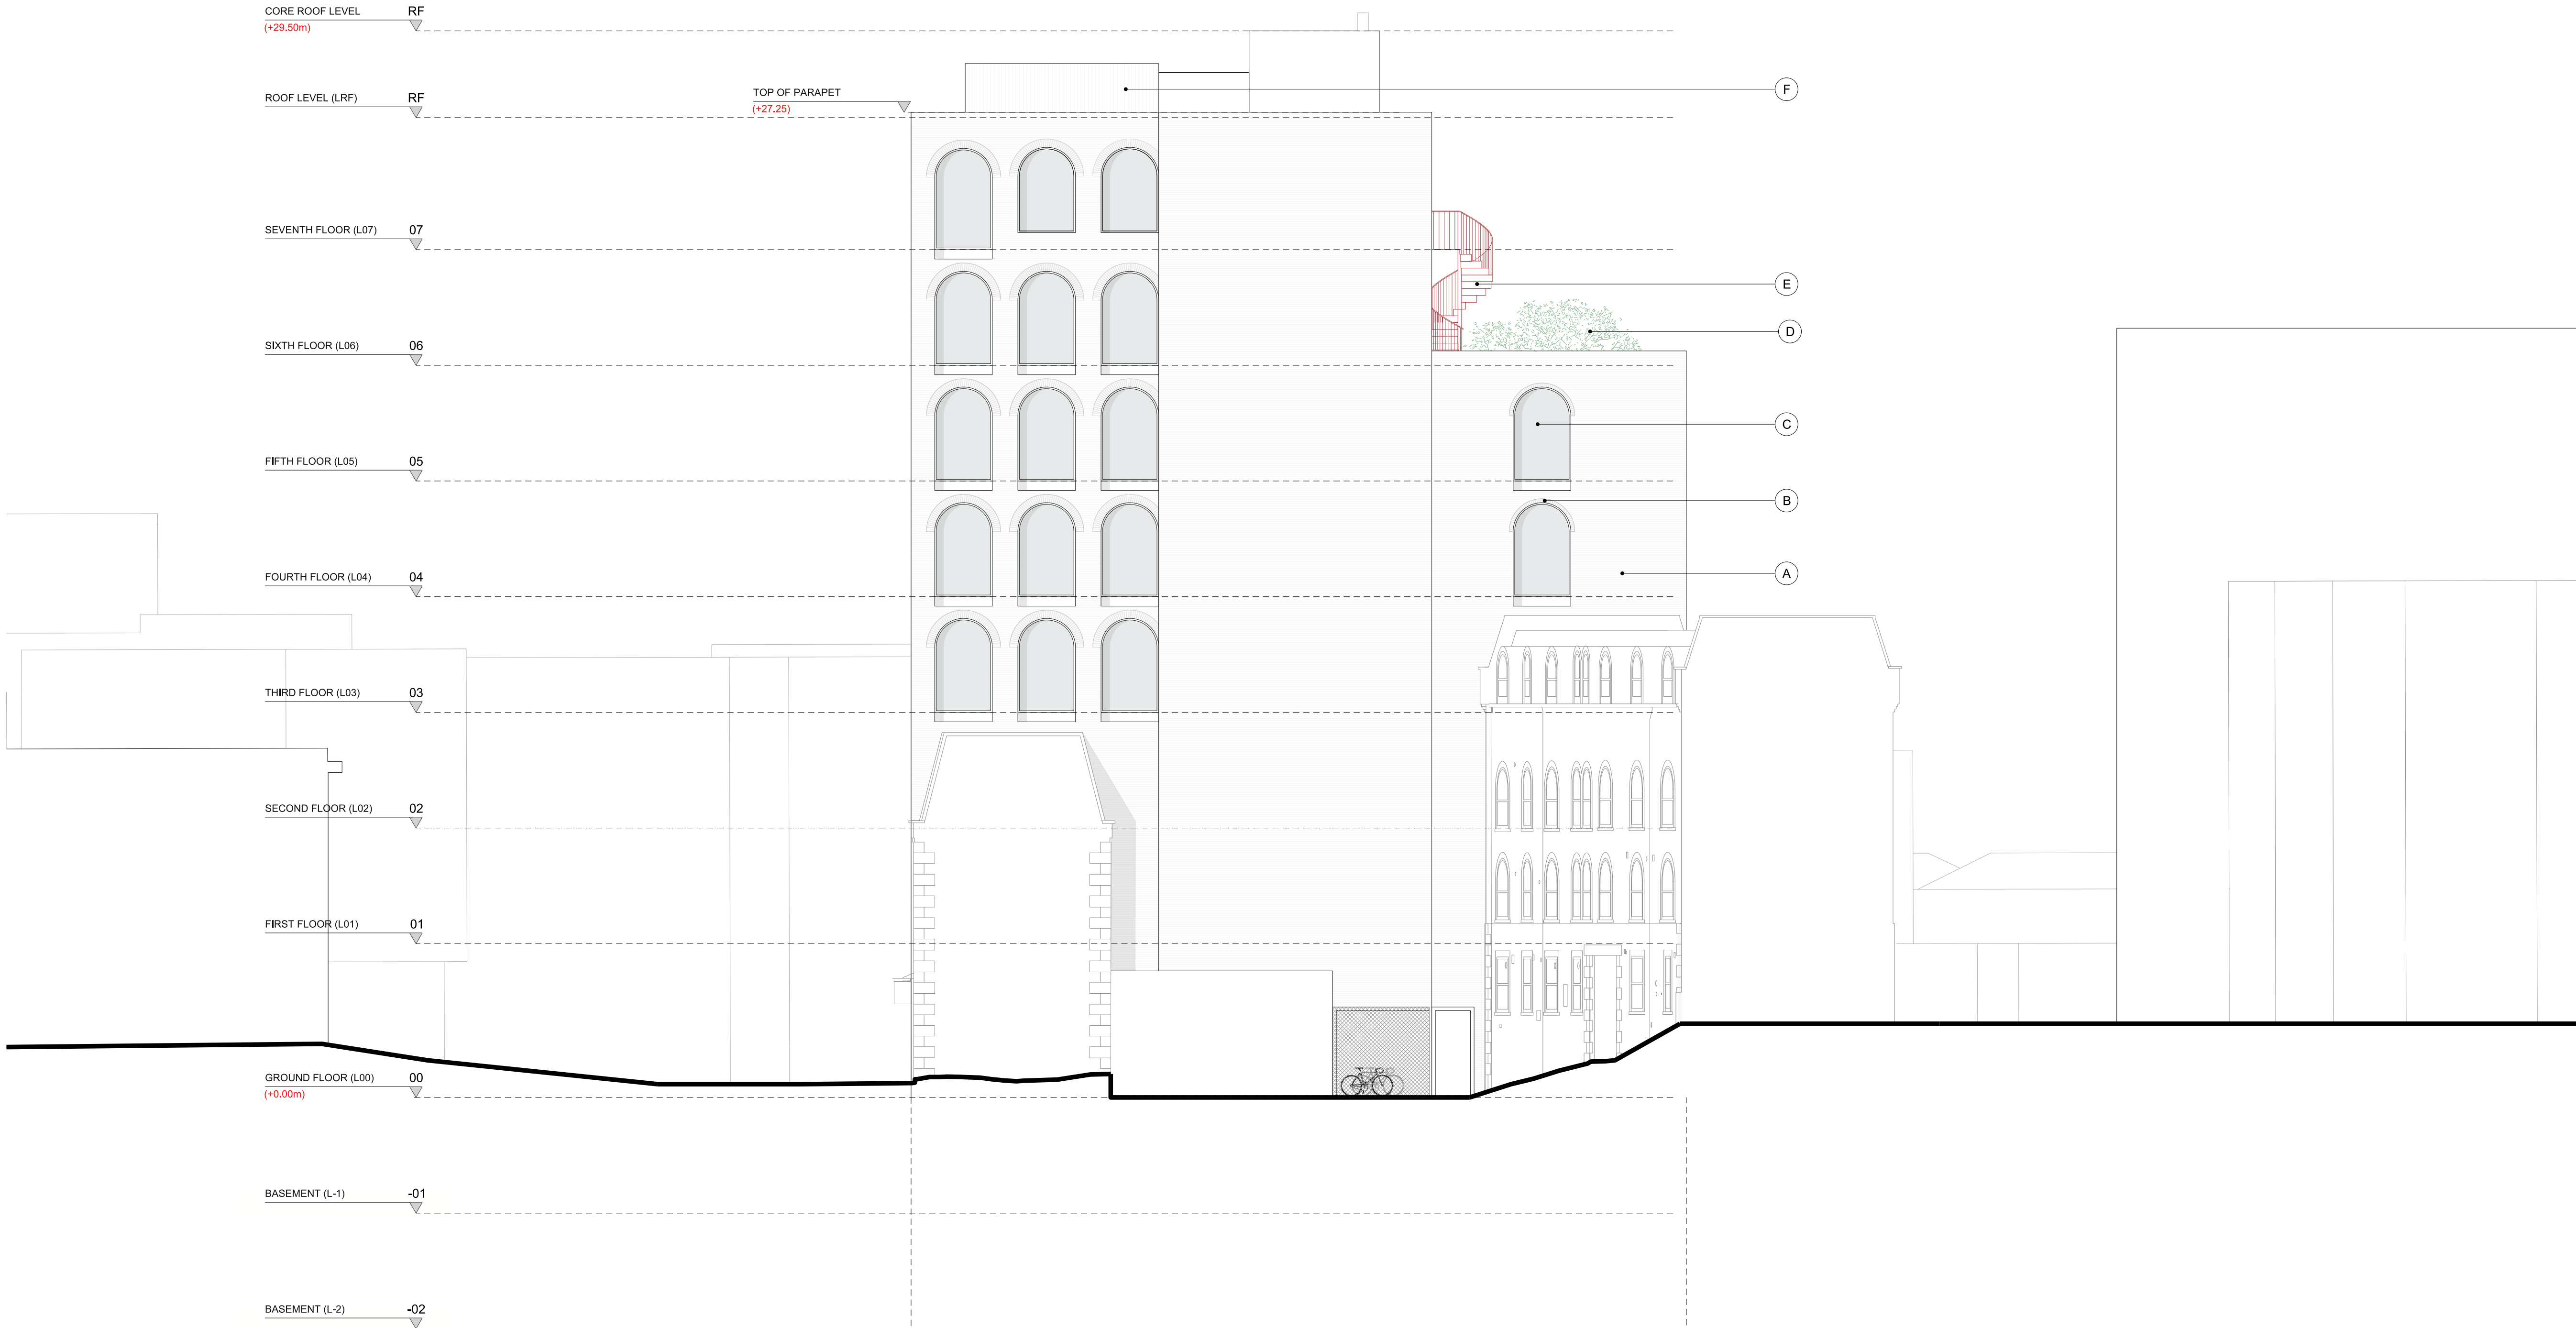 CORE ROOF LEVEL RF
(+29.50m)
ROOF LEVEL (LRF) RF
TOP OF PARAPET
(+27.25)
F
SEVENTH FLOOR (L07) 07
E
D
SIXTH FLOOR (L06) 06
C
FIFTH FLOOR (L05) 05
B
A
FOURTH FLOOR (L04) 04
THIRD FLOOR (L03) 03
SECOND FLOOR (L02) 02
FIRST FLOOR (L01) 01
GROUND FLOOR (L00) 00
(+0.00m)
BASEMENT (L-1) -01
BASEMENT (L-2) -02